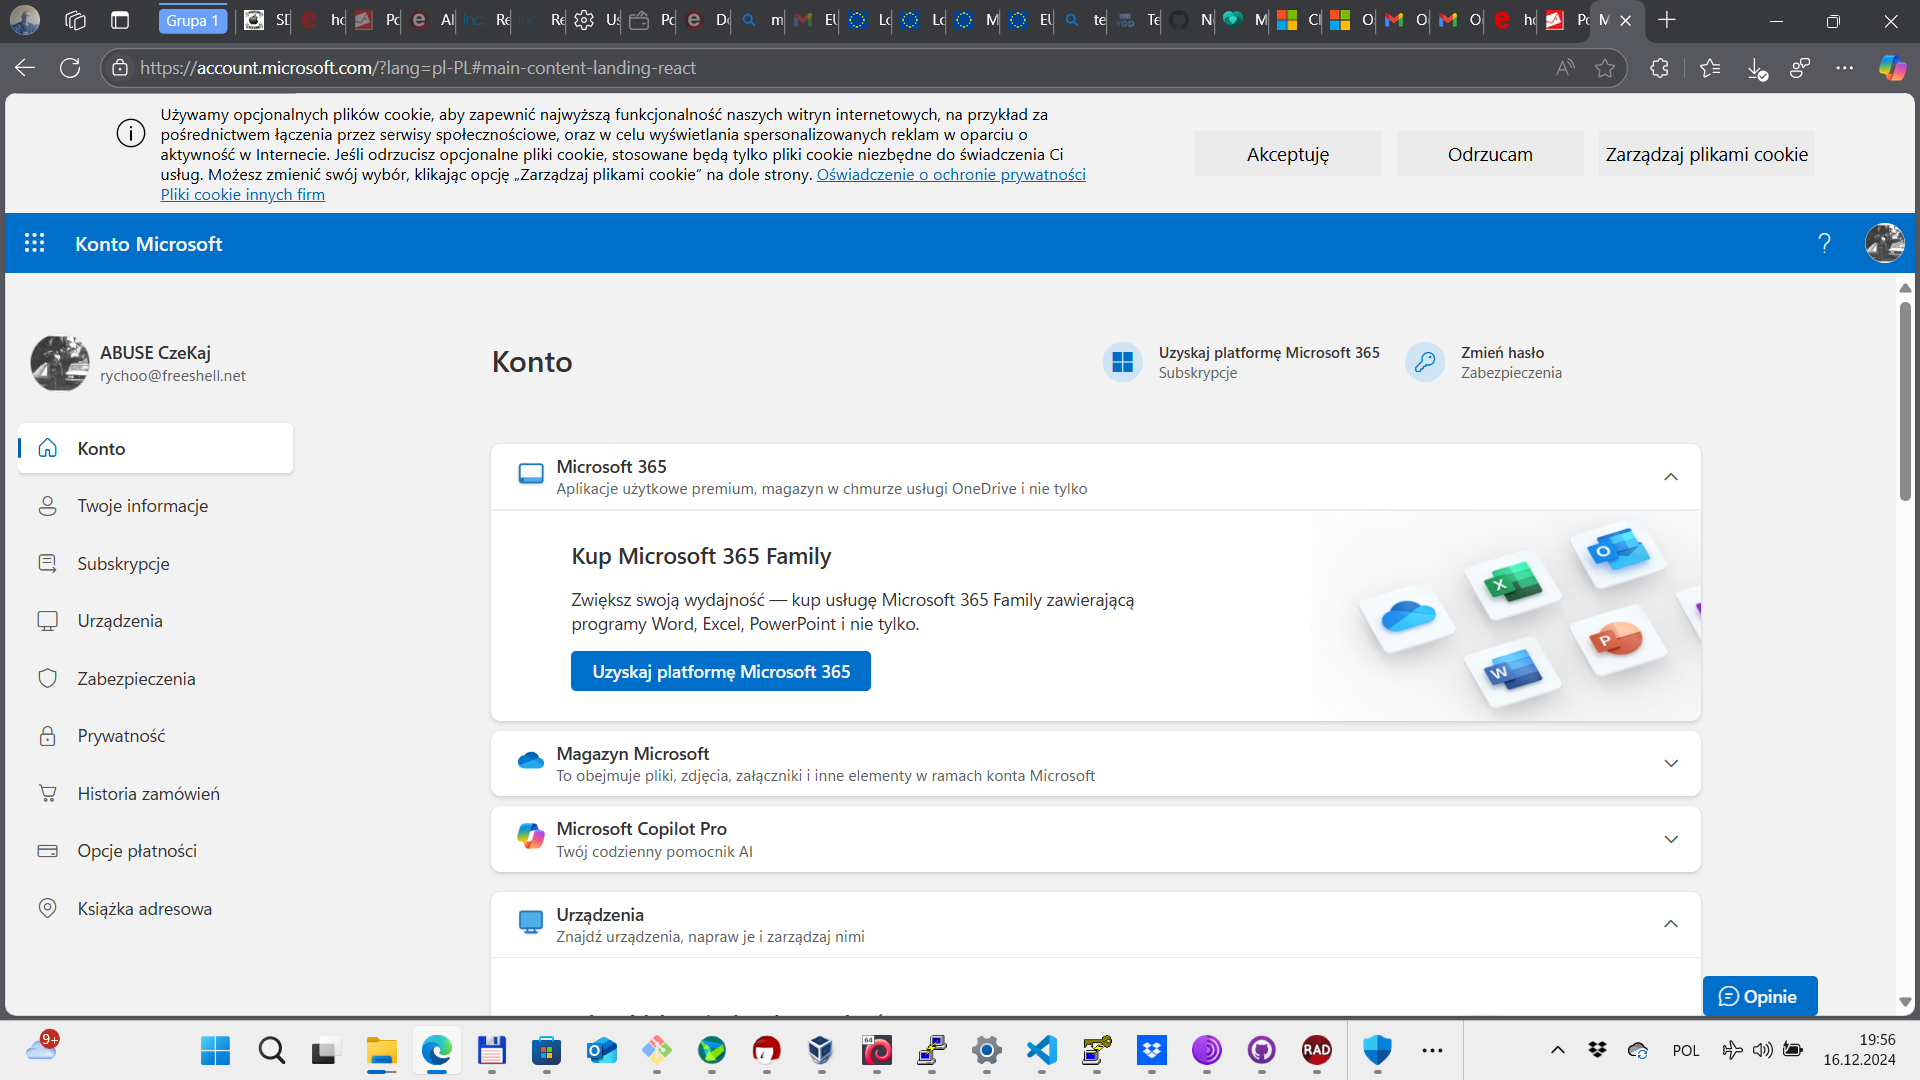 Grupa 1
https://account.microsoft.com/?lang=pl-PL#main-content-landing-react
Używamy opcjonalnych plików cookie, aby zapewnić najwyższą funkcjonalność naszych witryn internetowych, na przykład za
pośrednictwem łączenia przez serwisy społecznościowe, oraz w celu wyświetlania spersonalizowanych reklam w oparciu o
aktywność w Internecie. Jeśli odrzucisz opcjonalne pliki cookie, stosowane będą tylko pliki cookie niezbędne do świadczenia Ci
usług. Możesz zmienić swój wybór, klikając opcję „Zarządzaj plikami cookie” na dole strony. Oświadczenie o ochronie prywatności
Pliki cookie innych firm
Akceptuję
Odrzucam
Zarządzaj plikami cookie
Konto Microsoft
ABUSE CzeKaj
rychoo@freeshell.net
Konto
Twoje informacje
Subskrypcje
Urządzenia
Zabezpieczenia
Prywatność
Historia zamówień
Opcje płatności
Książka adresowa
Konto
Uzyskaj platformę Microsoft 365
Subskrypcje
Zmień hasło
Zabezpieczenia
Microsoft 365
Aplikacje użytkowe premium, magazyn w chmurze usługi OneDrive i nie tylko
Kup Microsoft 365 Family
Zwiększ swoją wydajność — kup usługę Microsoft 365 Family zawierającą
programy Word, Excel, PowerPoint i nie tylko.
Uzyskaj platformę Microsoft 365
Magazyn Microsoft
To obejmuje pliki, zdjęcia, załączniki i inne elementy w ramach konta Microsoft
Microsoft Copilot Pro
Twój codzienny pomocnik AI
Urządzenia
Znajdź urządzenia, napraw je i zarządzaj nimi
Opinie
9+
64
RAD
POL
19:56
16.12.2024